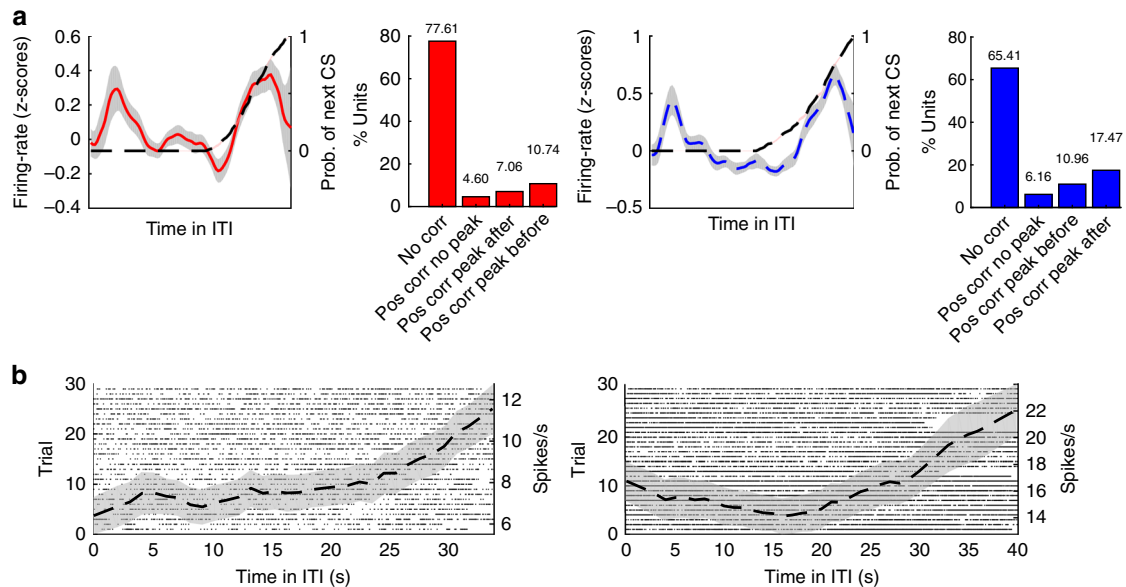 a
Firing-rate (z-scores)
0.6
0.4
0.2
0
–0.2
–0.4
1
0
Prob. of next CS
Time in ITI
% Units
80
60
40
20
0
77.61
4.60
7.06
10.74
No corr
Pos corr no peak
Pos corr peak after
Pos corr peak before
Firing-rate (z-scores)
1
0.5
0
–0.5
1
0
Prob. of next CS
Time in ITI
% Units
80
60
40
20
0
65.41
6.16
10.96
17.47
No corr
Pos corr no peak
Pos corr peak before
Pos corr peak after
b
Trial
30
20
10
0
0 5 10 15 20 25 30
Time in ITI (s)
12
10
8
6
Spikes/s
Trial
30
20
10
0
0 5 10 15 20 25 30 35 40
Time in ITI (s)
22
20
18
16
14
Spikes/s